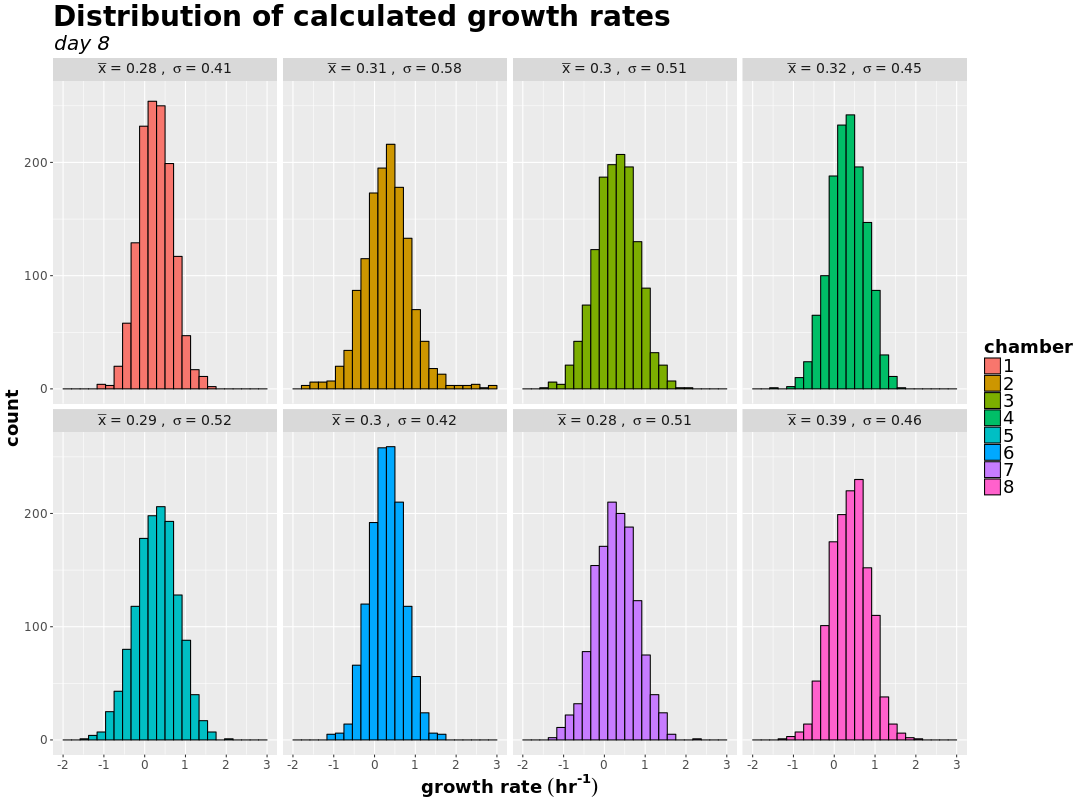 Distribution of calculated growth rates
day 8
x̅ = 0.28 , σ = 0.41
x̅ = 0.31 , σ = 0.58
x̅ = 0.3 , σ = 0.51
x̅ = 0.32 , σ = 0.45
200
100
0
x̅ = 0.29 , σ = 0.52
x̅ = 0.3 , σ = 0.42
x̅ = 0.28 , σ = 0.51
x̅ = 0.39 , σ = 0.46
200
100
0
-2 -1 0 1 2 3
-2 -1 0 1 2 3
-2 -1 0 1 2 3
-2 -1 0 1 2 3
count
growth rate (hr⁻¹)
chamber
1
2
3
4
5
6
7
8